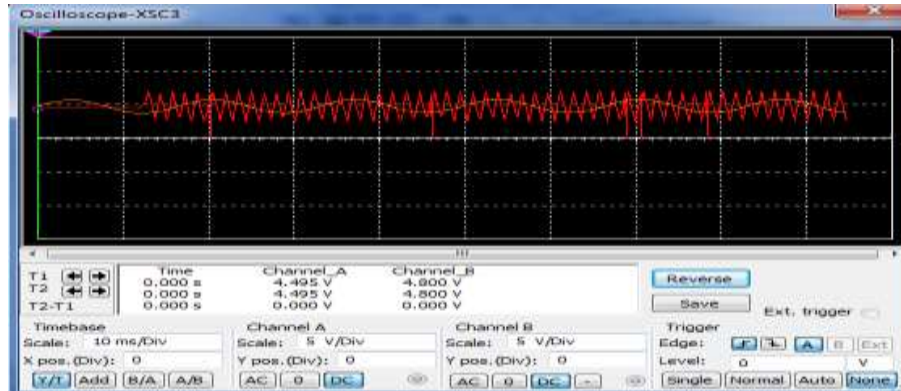 Oscilloscope-XSC3
Time Channel_A Channel_B
T1 0.000 s 4.495 V 4.800 V
T2 0.000 s 4.495 V 4.800 V
T2-T1 0.000 s 0.000 V 0.000 V
Reverse
Save
Ext. trigger
Timebase
Scale: 10 ms/Div
X pos.(Div): 0
Y/T Add B/A A/B
Channel A
Scale: 5 V/Div
Y pos.(Div): 0
AC 0 DC
Channel B
Scale: 5 V/Div
Y pos.(Div): 0
AC 0 DC -
Trigger
Edge: A B Ext
Level: 0 V
Single Normal Auto None